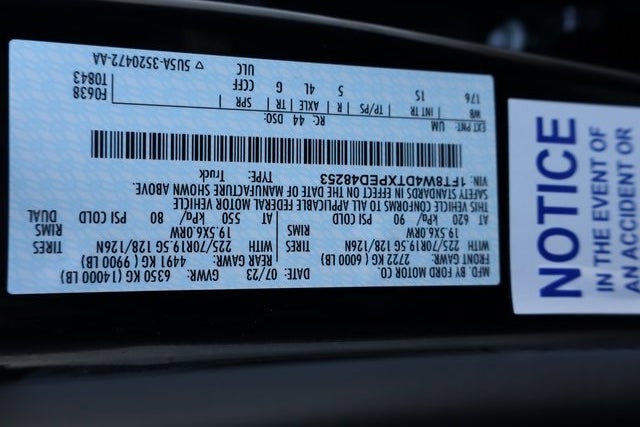 MFD. BY FORD MOTOR CO.
DATE: 07/23 GVWR: 6350 KG (14000 LB)
FRONT GAWR: 2722 KG (6000 LB) REAR GAWR: 4491 KG (9900 LB)
WITH 225/70R19.5G 128/126N TIRES WITH 225/70R19.5G 128/126N TIRES
19.5X6.0RW RIMS 19.5X6.0RW RIMS
AT 620 kPa/ 90 PSI COLD AT 550 kPa/ 80 PSI COLD DUAL
THIS VEHICLE CONFORMS TO ALL APPLICABLE FEDERAL MOTOR VEHICLE
SAFETY STANDARDS IN EFFECT ON THE DATE OF MANUFACTURE SHOWN ABOVE.
VIN: 1FT8W4DTXPED48253 TYPE: Truck
EXT PNT: UM RC: 44 DSO:
WB INT TR TP/PS R AXLE TR SPR
176 15 5 4L G CCFF F0638
T0843
ULC ▽ 5U5A-3520472-AA
NOTICE
IN THE EVENT OF
AN ACCIDENT